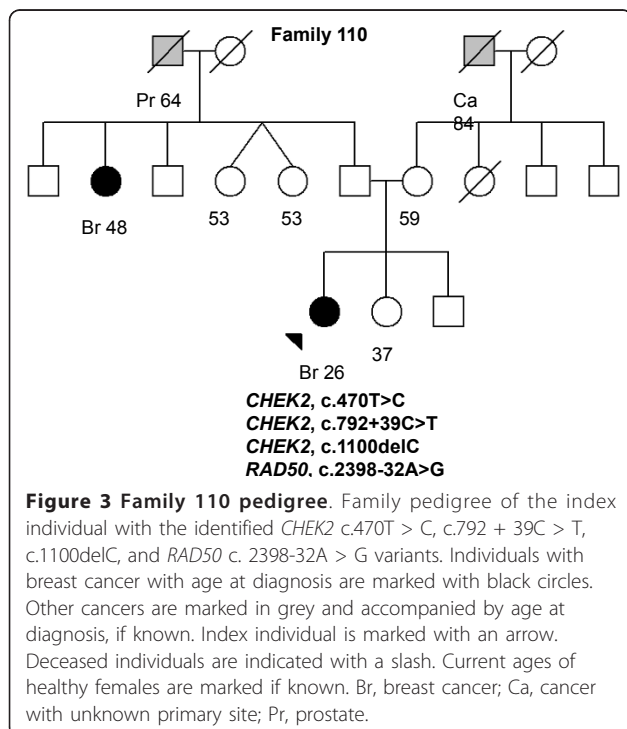 Family 110
Pr 64
Ca
84
Br 48
53
53
59
Br 26
37
CHEK2, c.470T>C
CHEK2, c.792+39C>T
CHEK2, c.1100delC
RAD50, c.2398-32A>G
Figure 3 Family 110 pedigree. Family pedigree of the index
individual with the identified CHEK2 c.470T > C, c.792 + 39C > T,
c.1100delC, and RAD50 c. 2398-32A > G variants. Individuals with
breast cancer with age at diagnosis are marked with black circles.
Other cancers are marked in grey and accompanied by age at
diagnosis, if known. Index individual is marked with an arrow.
Deceased individuals are indicated with a slash. Current ages of
healthy females are marked if known. Br, breast cancer; Ca, cancer
with unknown primary site; Pr, prostate.